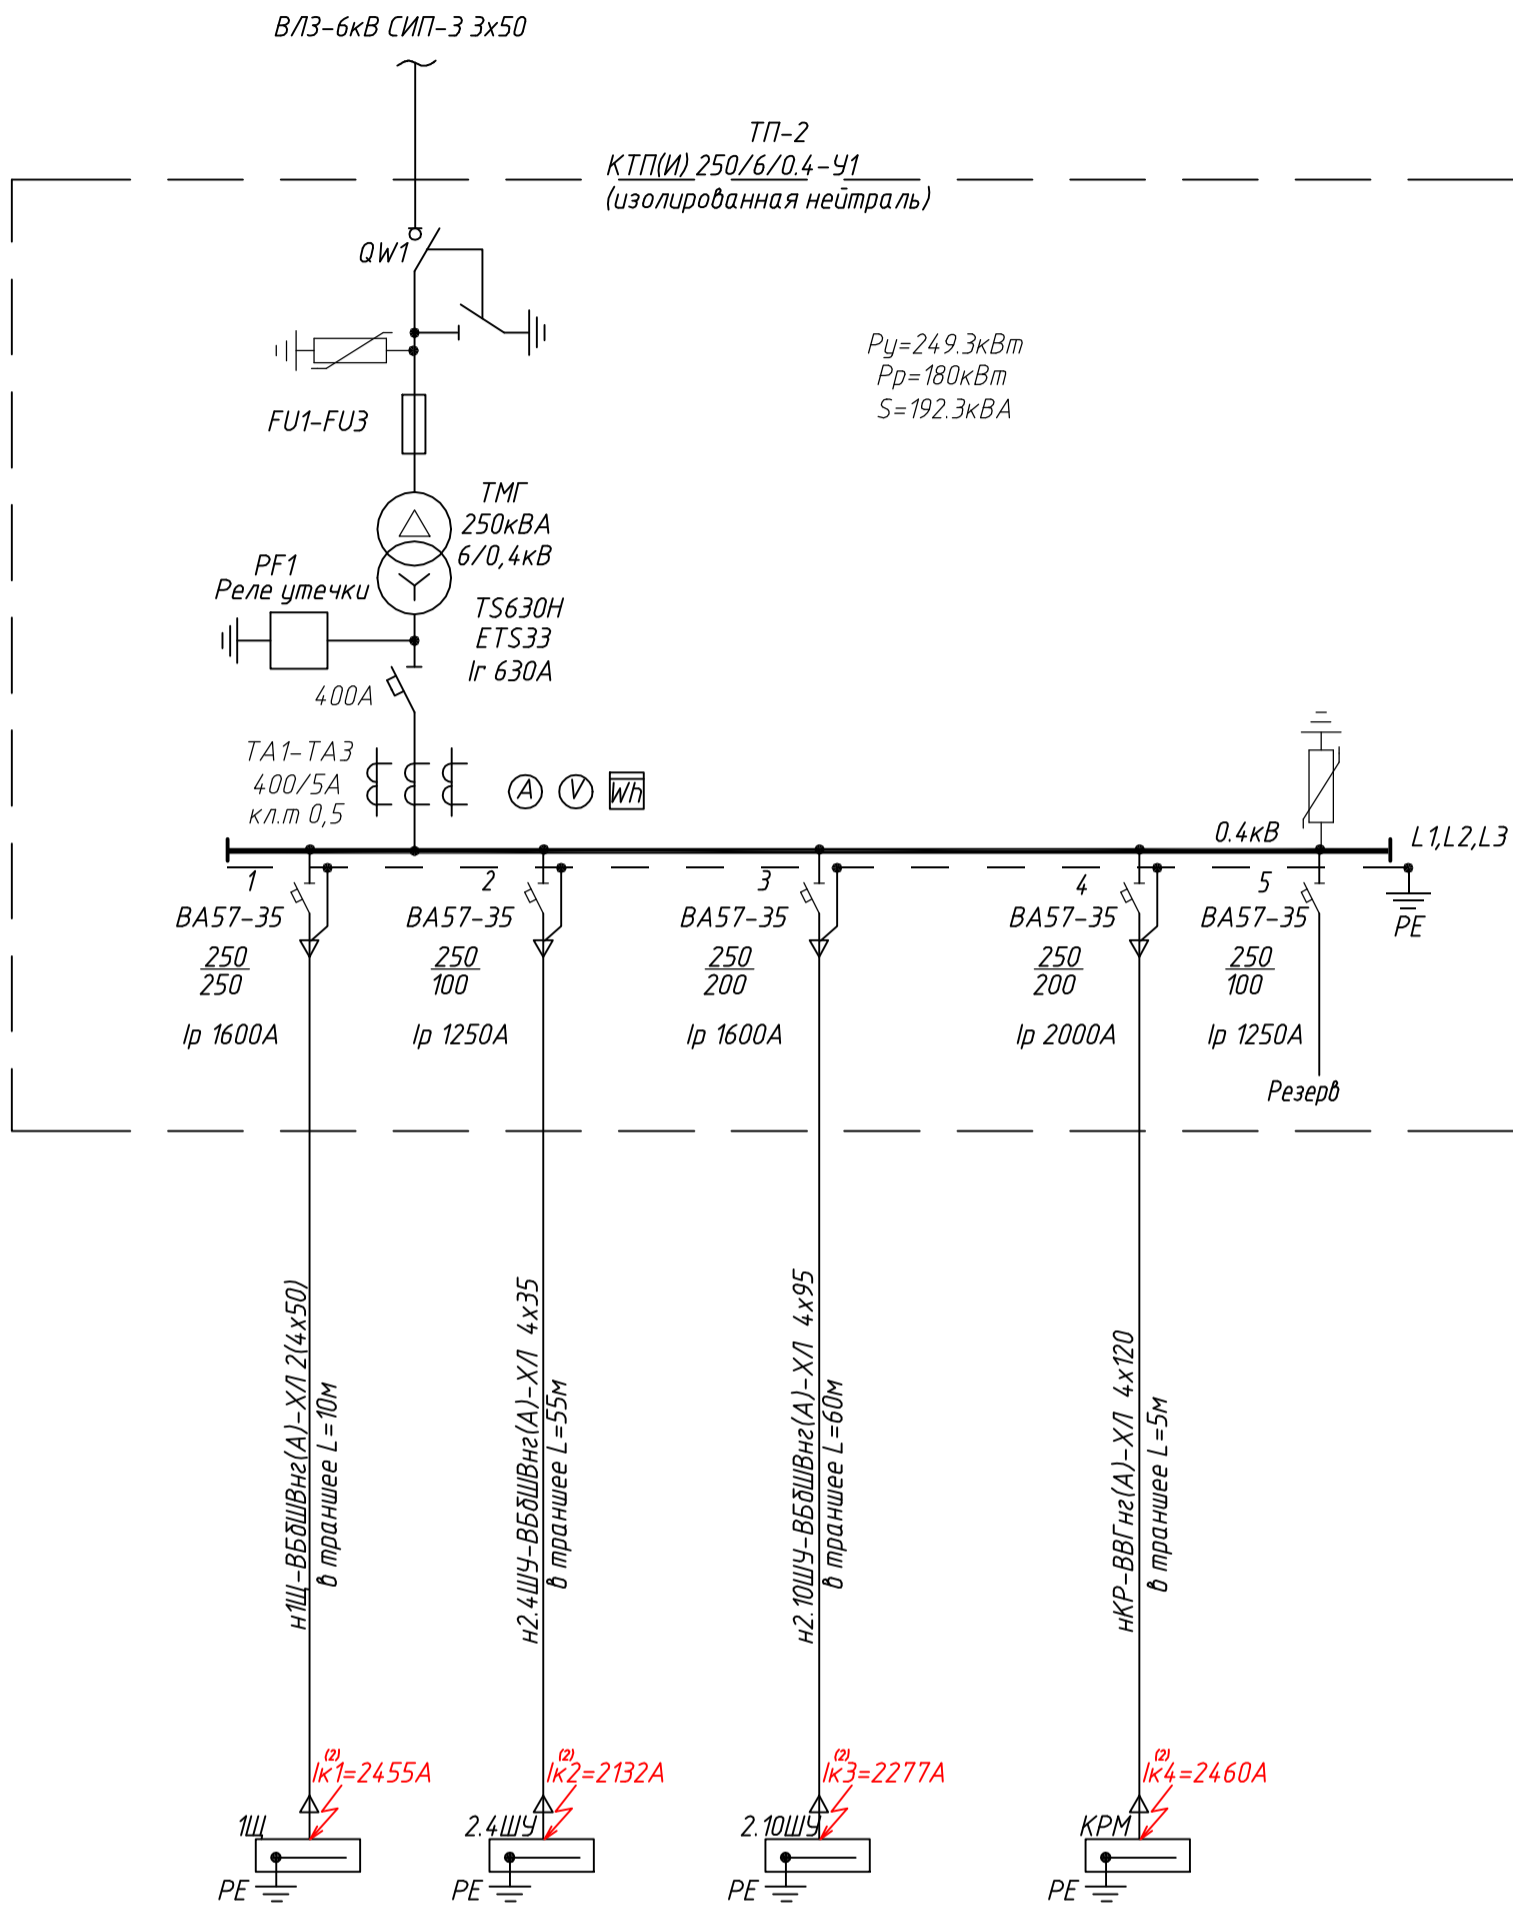 ВЛЗ-6кВ СИП-3 3х50
ТП-2
КТП(И) 250/6/0.4-У1
(изолированная нейтраль)
QW1
Ру=249.3кВт
Рр=180кВт
S=192.3кВА
FU1-FU3
ТМГ
250кВА
6/0,4кВ
PF1
Реле утечки
TS630H
ETS33
Ir 630А
400А
ТА1-ТА3
400/5А
кл.т 0,5
A
V
Wh
0.4кВ
L1,L2,L3
PE
1
ВА57-35
250
250
Iр 1600А
2
ВА57-35
250
100
Iр 1250А
3
ВА57-35
250
200
Iр 1600А
4
ВА57-35
250
200
Iр 2000А
5
ВА57-35
250
100
Iр 1250А
Резерв
н1Щ-ВБбШВнг(А)-ХЛ 2(4х50)
в траншее L=10м
н2.4ШУ-ВБбШВнг(А)-ХЛ 4х35
в траншее L=55м
н2.10ШУ-ВБбШВнг(А)-ХЛ 4х95
в траншее L=60м
нКР-ВВГнг(А)-ХЛ 4х120
в траншее L=5м
(2)
Iк1=2455А
(2)
Iк2=2132А
(2)
Iк3=2277А
(2)
Iк4=2460А
1Щ
2.4ШУ
2.10ШУ
КРМ
PE
PE
PE
PE